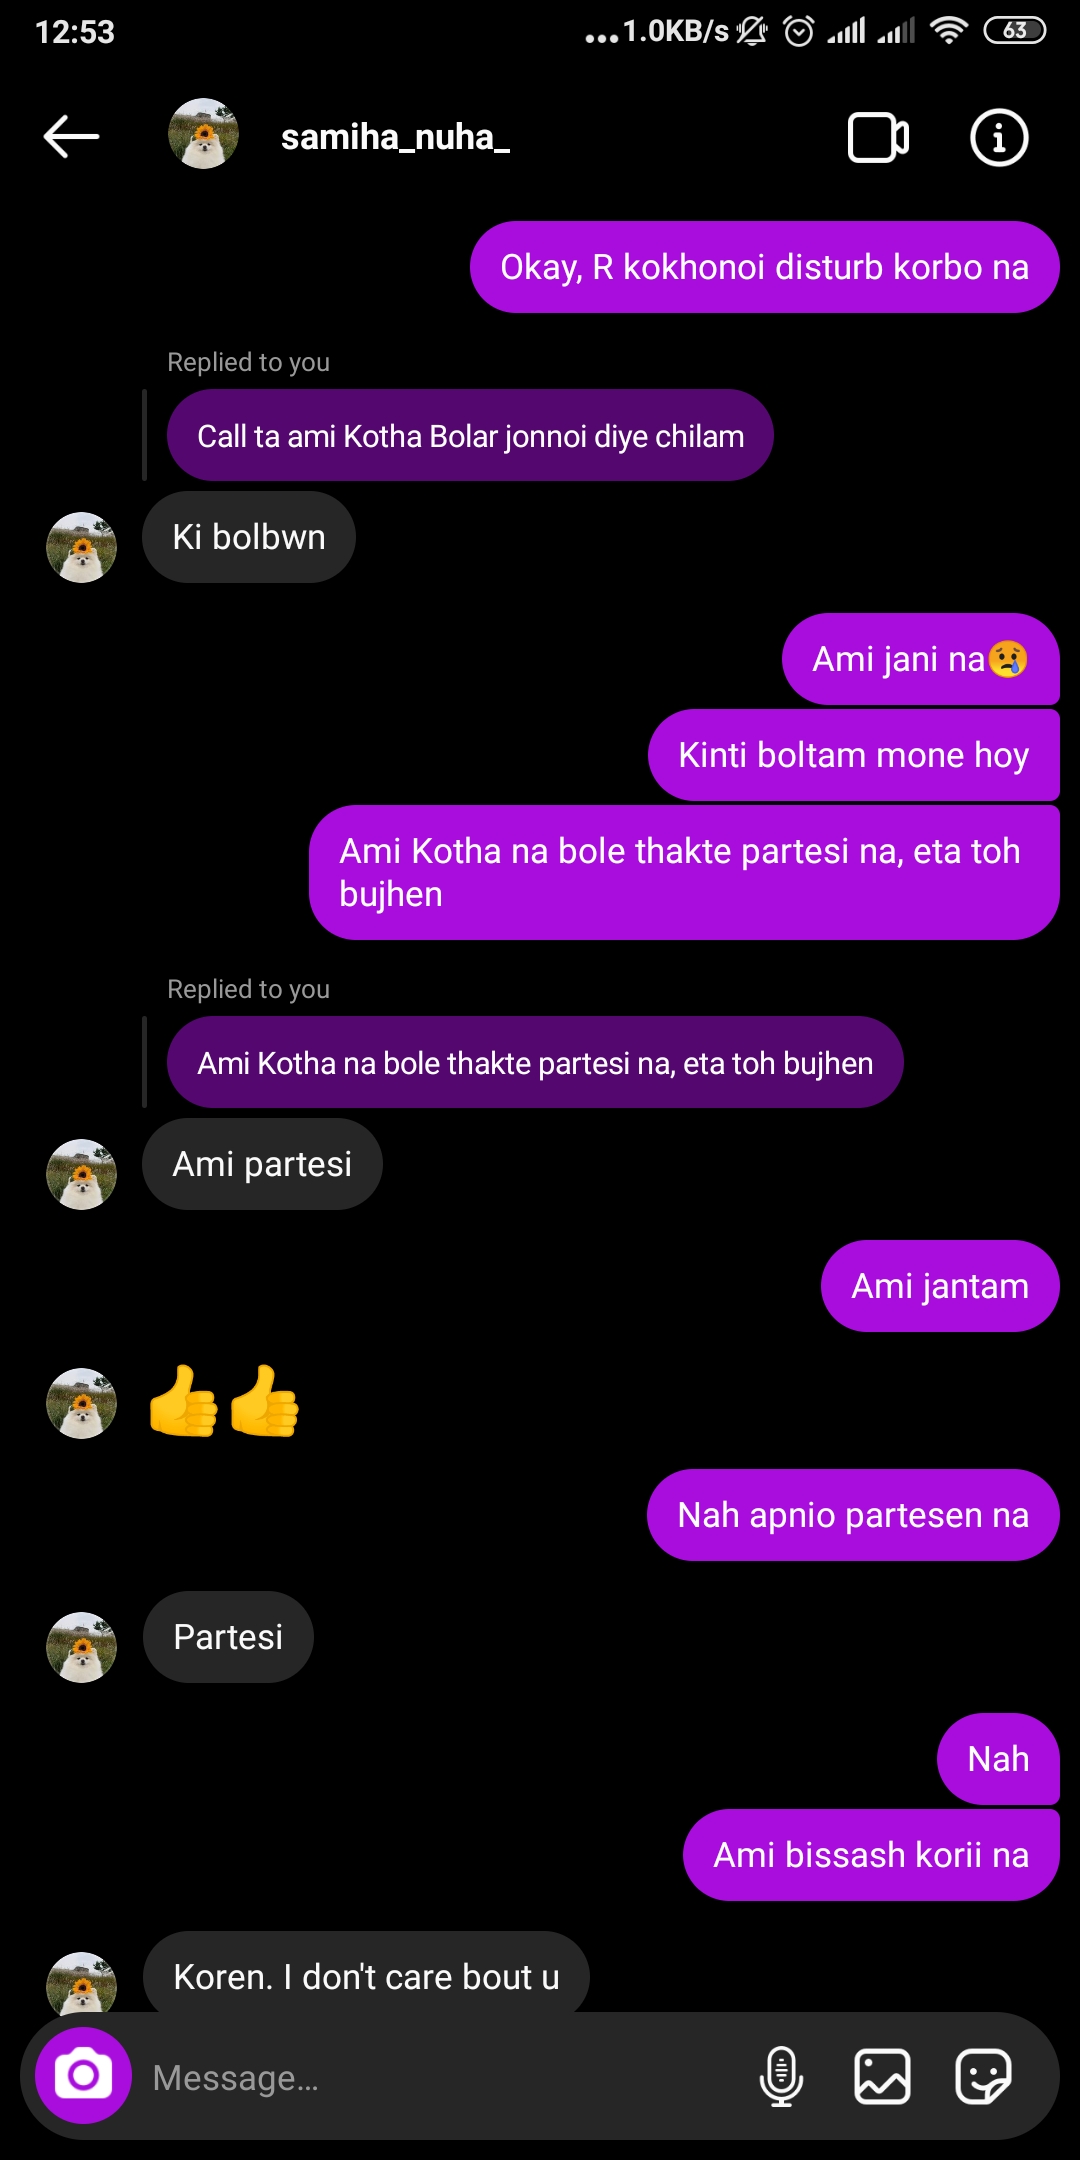 12:53
...1.0KB/s 63
samiha_nuha_
Okay, R kokhonoi disturb korbo na
Replied to you
Call ta ami Kotha Bolar jonnoi diye chilam
Ki bolbwn
Ami jani na😢
Kinti boltam mone hoy
Ami Kotha na bole thakte partesi na, eta toh
bujhen
Replied to you
Ami Kotha na bole thakte partesi na, eta toh bujhen
Ami partesi
Ami jantam
👍👍
Nah apnio partesen na
Partesi
Nah
Ami bissash korii na
Koren. I don't care bout u
Message...